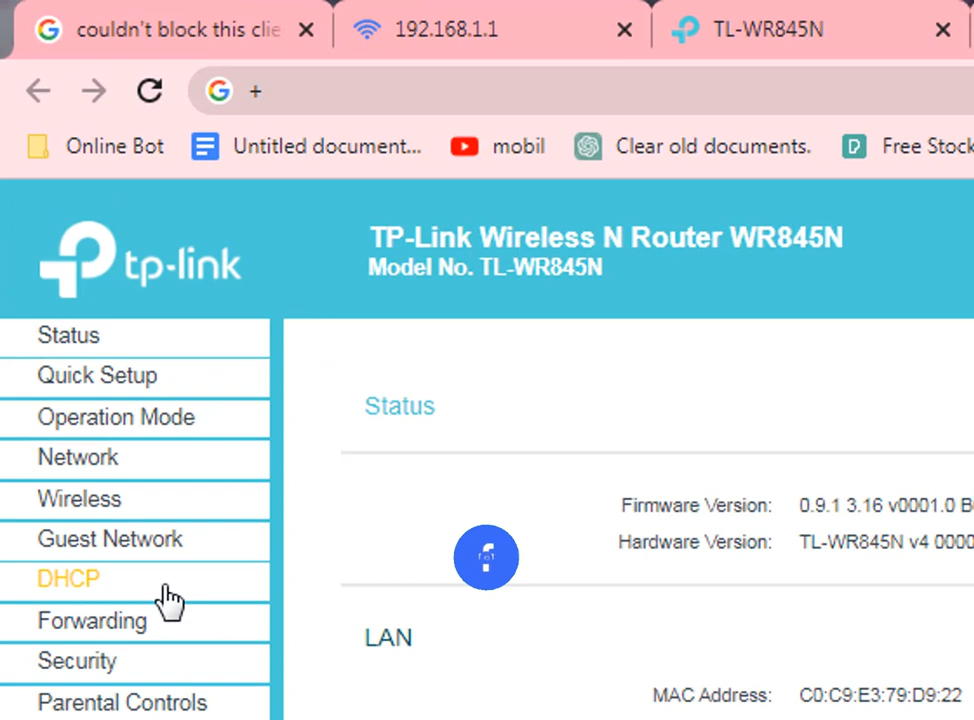 couldn't block this clie
192.168.1.1
TL-WR845N
+
Online Bot
Untitled document...
mobil
Clear old documents.
Free Stock
tp-link
TP-Link Wireless N Router WR845N
Model No. TL-WR845N
Status
Quick Setup
Operation Mode
Network
Wireless
Guest Network
DHCP
Forwarding
Security
Parental Controls
Status
Firmware Version: 0.9.1 3.16 v0001.0 B
Hardware Version: TL-WR845N v4 0000
LAN
MAC Address: C0:C9:E3:79:D9:22